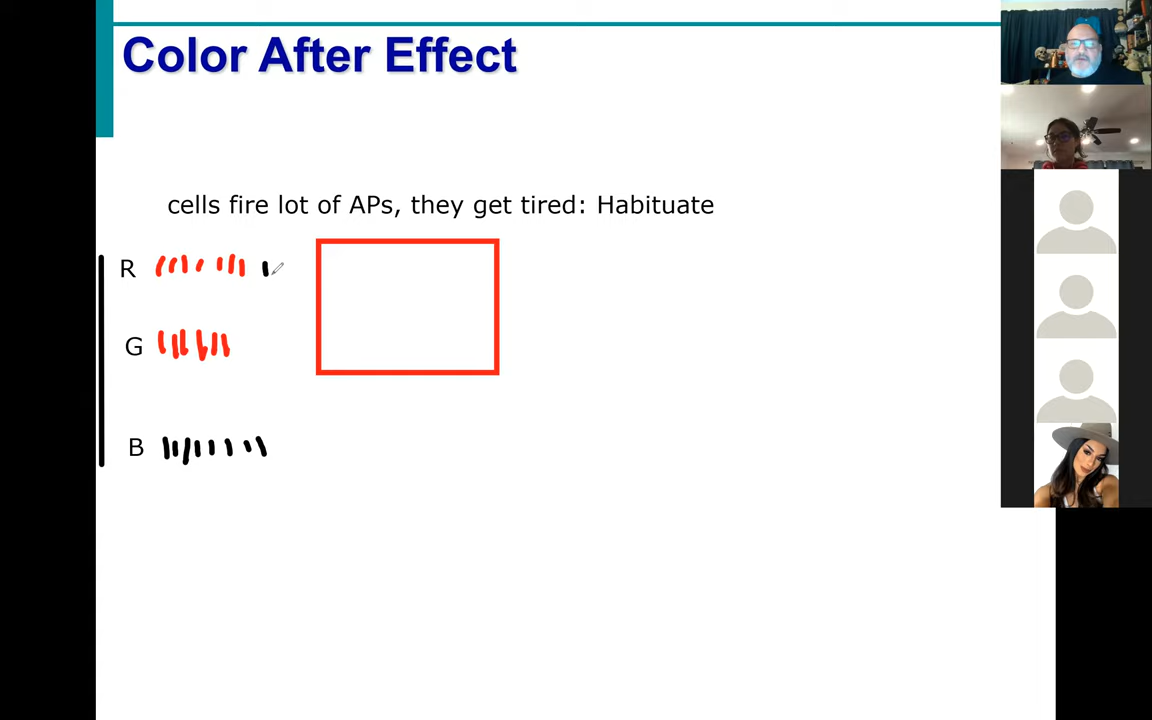 Color After Effect
cells fire lot of APs, they get tired: Habituate
R
G
B